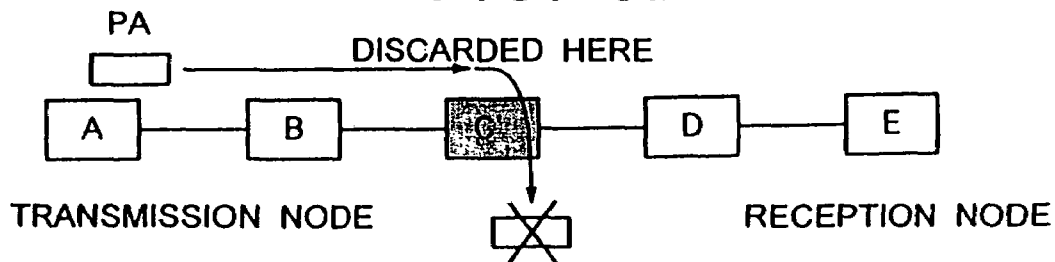 PA
DISCARDED HERE
A B C D E
TRANSMISSION NODE RECEPTION NODE